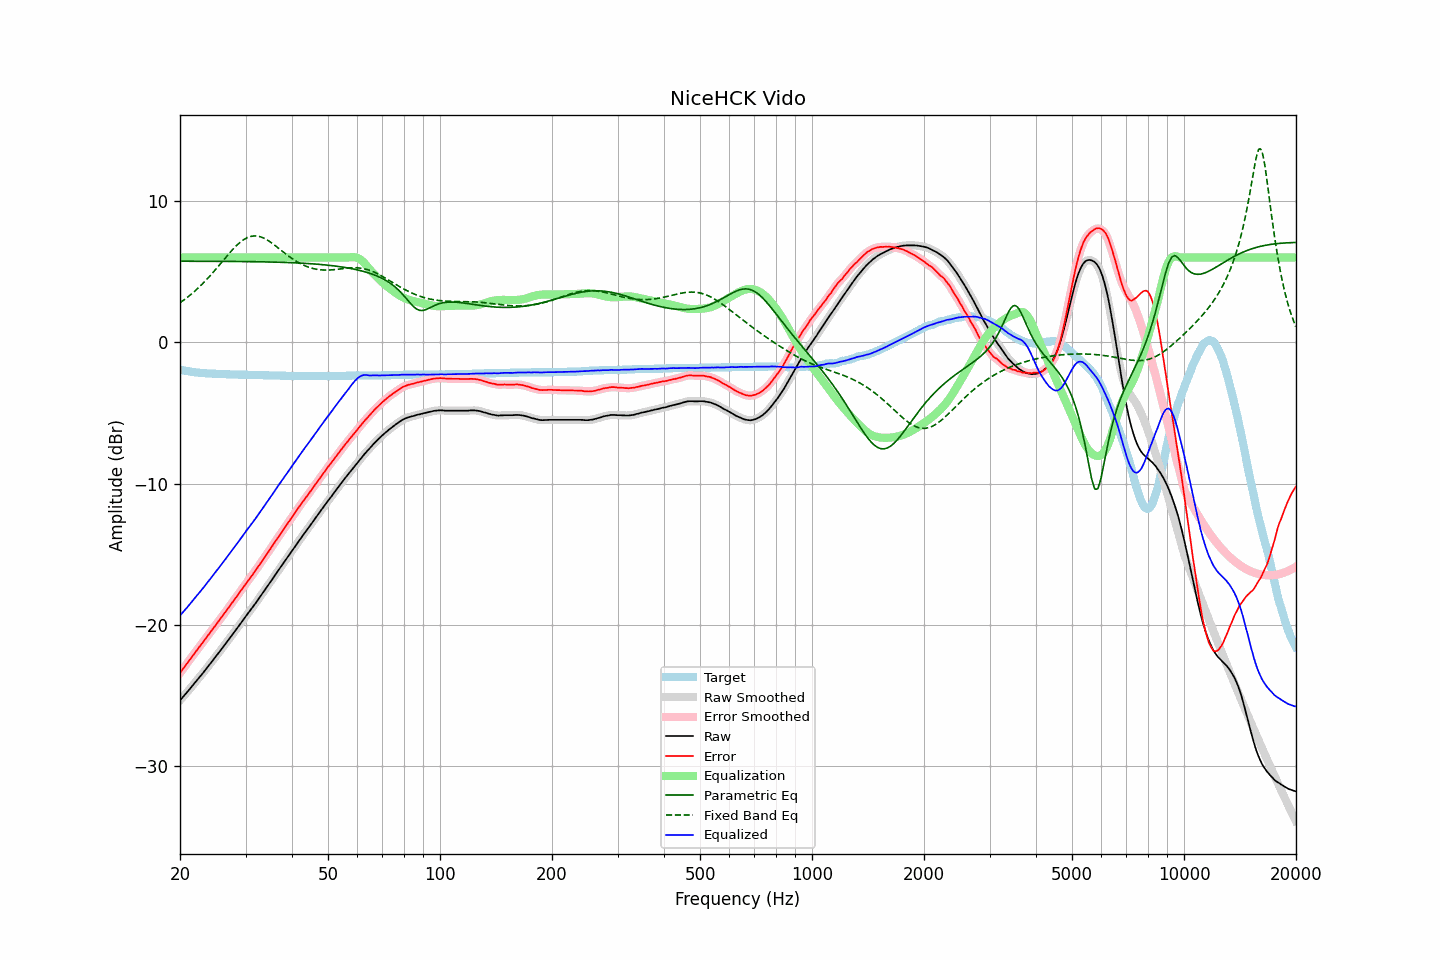 NiceHCK Vido
Amplitude (dBr)
10
0
−10
−20
−30
Target
Raw Smoothed
Error Smoothed
Raw
Error
Equalization
Parametric Eq
Fixed Band Eq
Equalized
20 50 100 200 500 1000 2000 5000 10000 20000
Frequency (Hz)